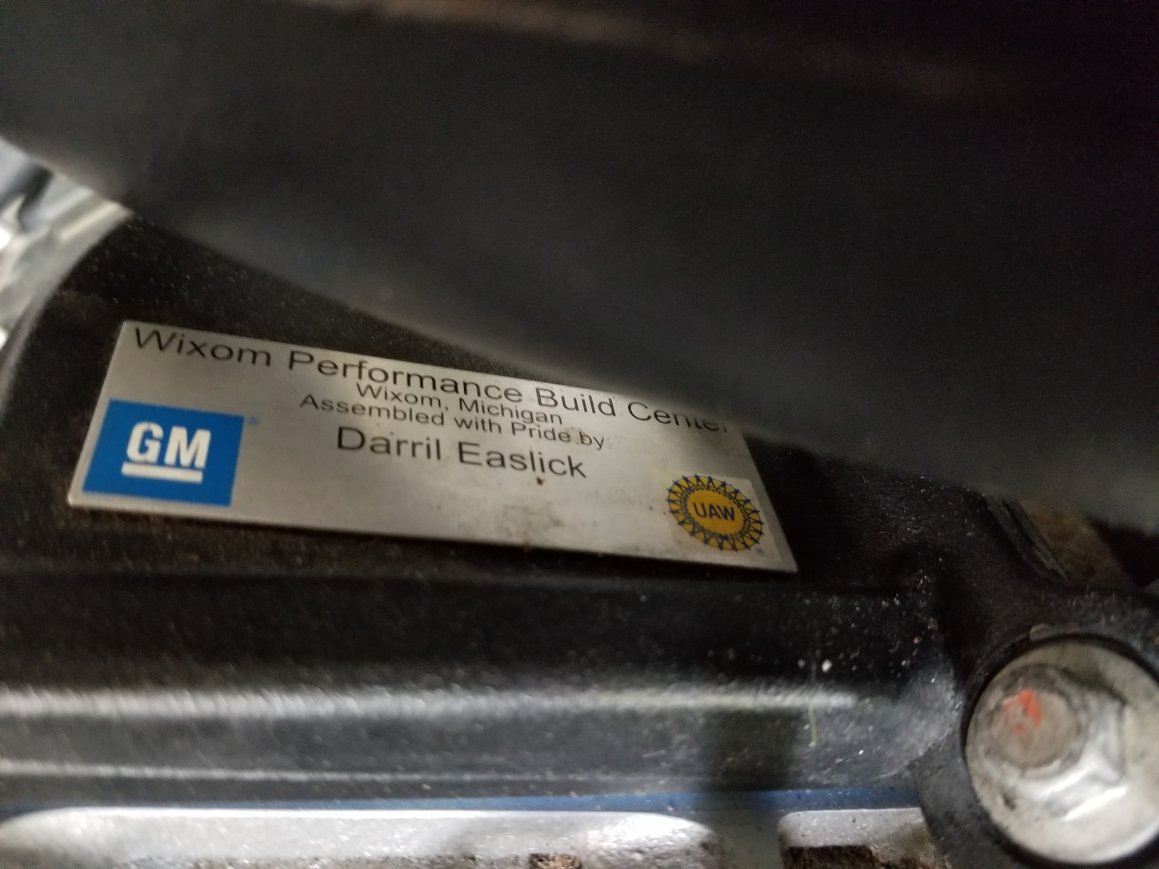 Wixom Performance Build Center
Wixom, Michigan
Assembled with Pride by:
Darril Easlick
GM ®
UAW ®